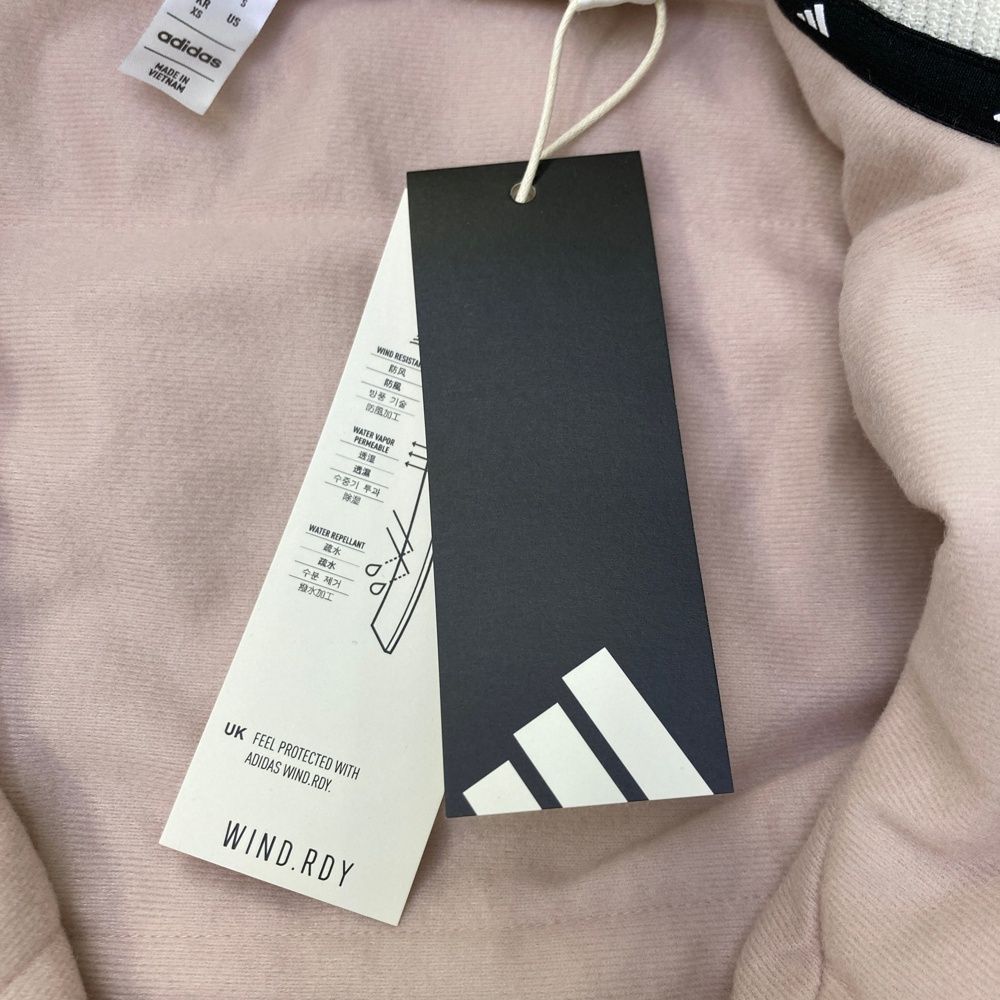 KR
S
XS
US
adidas
MADE IN
VIETNAM
WIND
防风
防風
방풍 기술
防風加工
WATER VAPOR
PERMEABLE
透湿
透濕
수증기 투과
除湿
WATER REPELLANT
疏水
疏水
수분 제거
撥水加工
UK FEEL PROTECTED WITH
ADIDAS WIND.RDY.
WIND.RDY